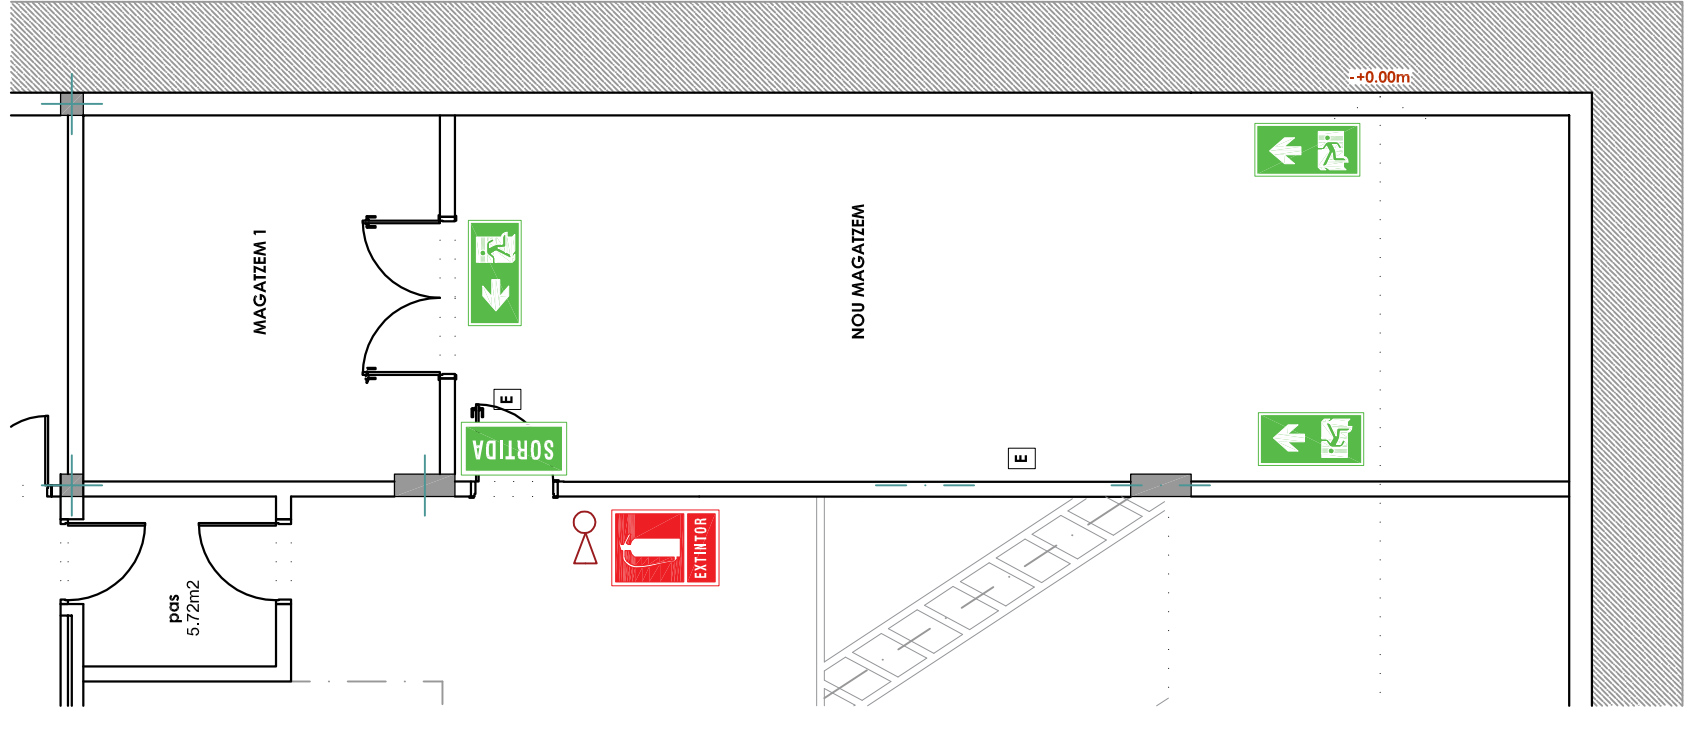 -+0.00m
MAGATZEM 1
NOU MAGATZEM
E
SORTIDA
E
EXTINTOR
pas
5.72m2